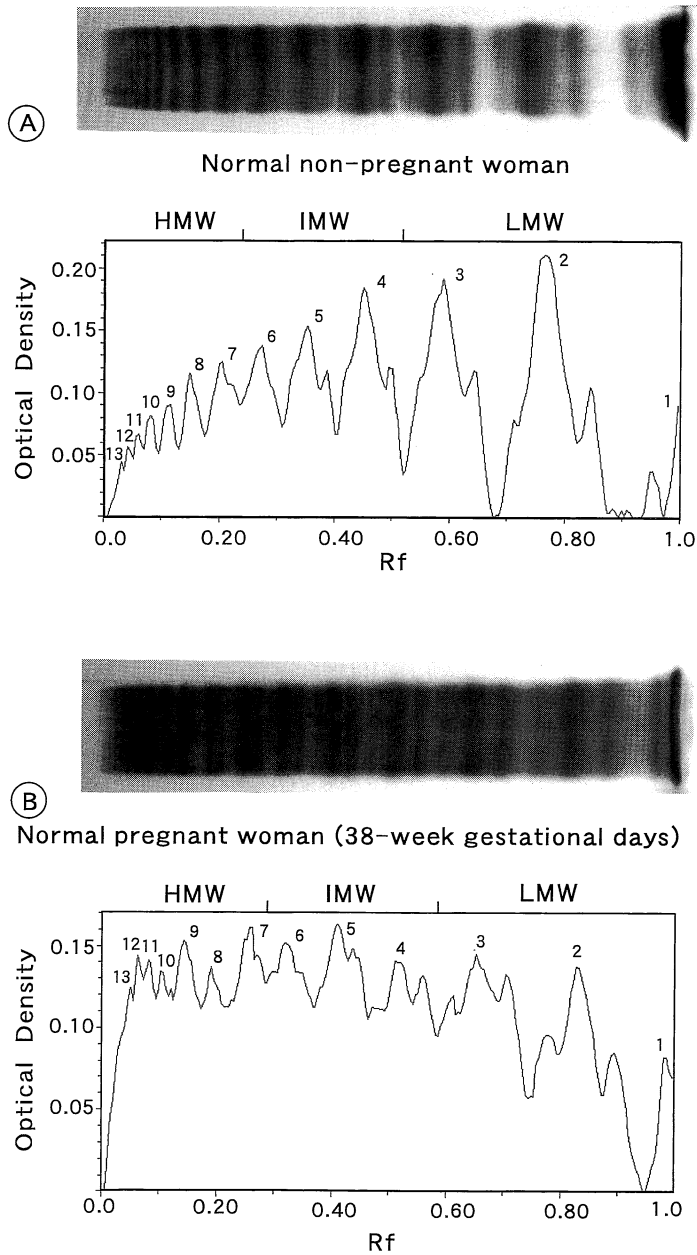 A
Normal non-pregnant woman
HMW IMW LMW
Optical Density
0.20
0.15
0.10
0.05
13 12 11 10 9 8 7 6 5 4 3 2 1
0.0 0.20 0.40 0.60 0.80 1.0
Rf
B
Normal pregnant woman (38-week gestational days)
HMW IMW LMW
Optical Density
0.15
0.10
0.05
13 12 11 10 9 8 7 6 5 4 3 2 1
0.0 0.20 0.40 0.60 0.80 1.0
Rf